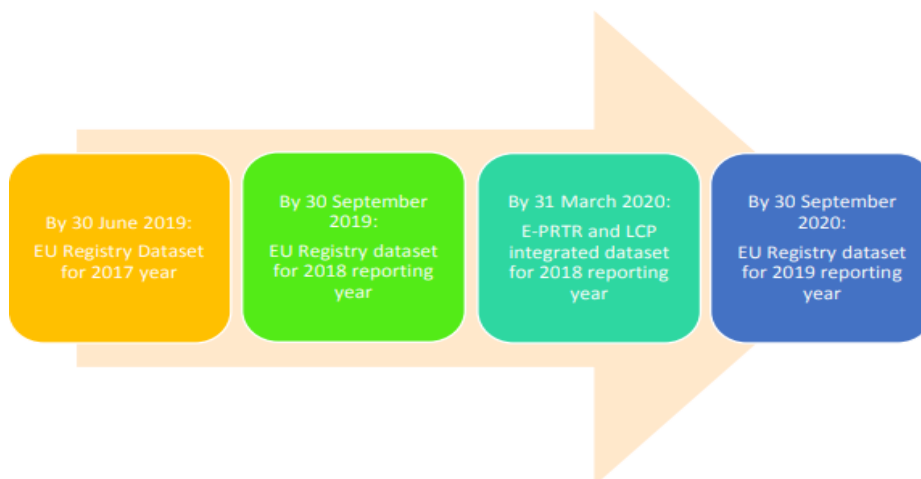 By 30 June 2019:
EU Registry Dataset
for 2017 year
By 30 September
2019:
EU Registry dataset
for 2018 reporting
year
By 31 March 2020:
E-PRTR and LCP
integrated dataset
for 2018 reporting
year
By 30 September
2020:
EU Registry dataset
for 2019 reporting
year